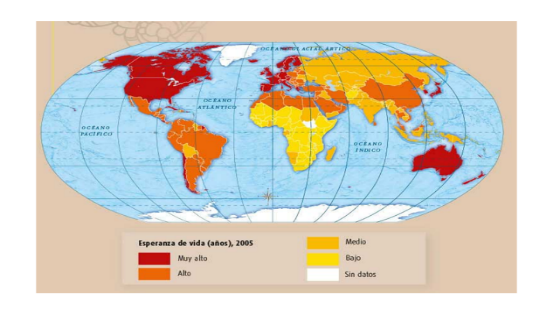 OCÉANO GLACIAL ÁRTICO
OCÉANO
ATLÁNTICO
OCÉANO
PACÍFICO
OCÉANO
ÍNDICO
Esperanza de vida (años), 2005
Muy alto
Alto
Medio
Bajo
Sin datos